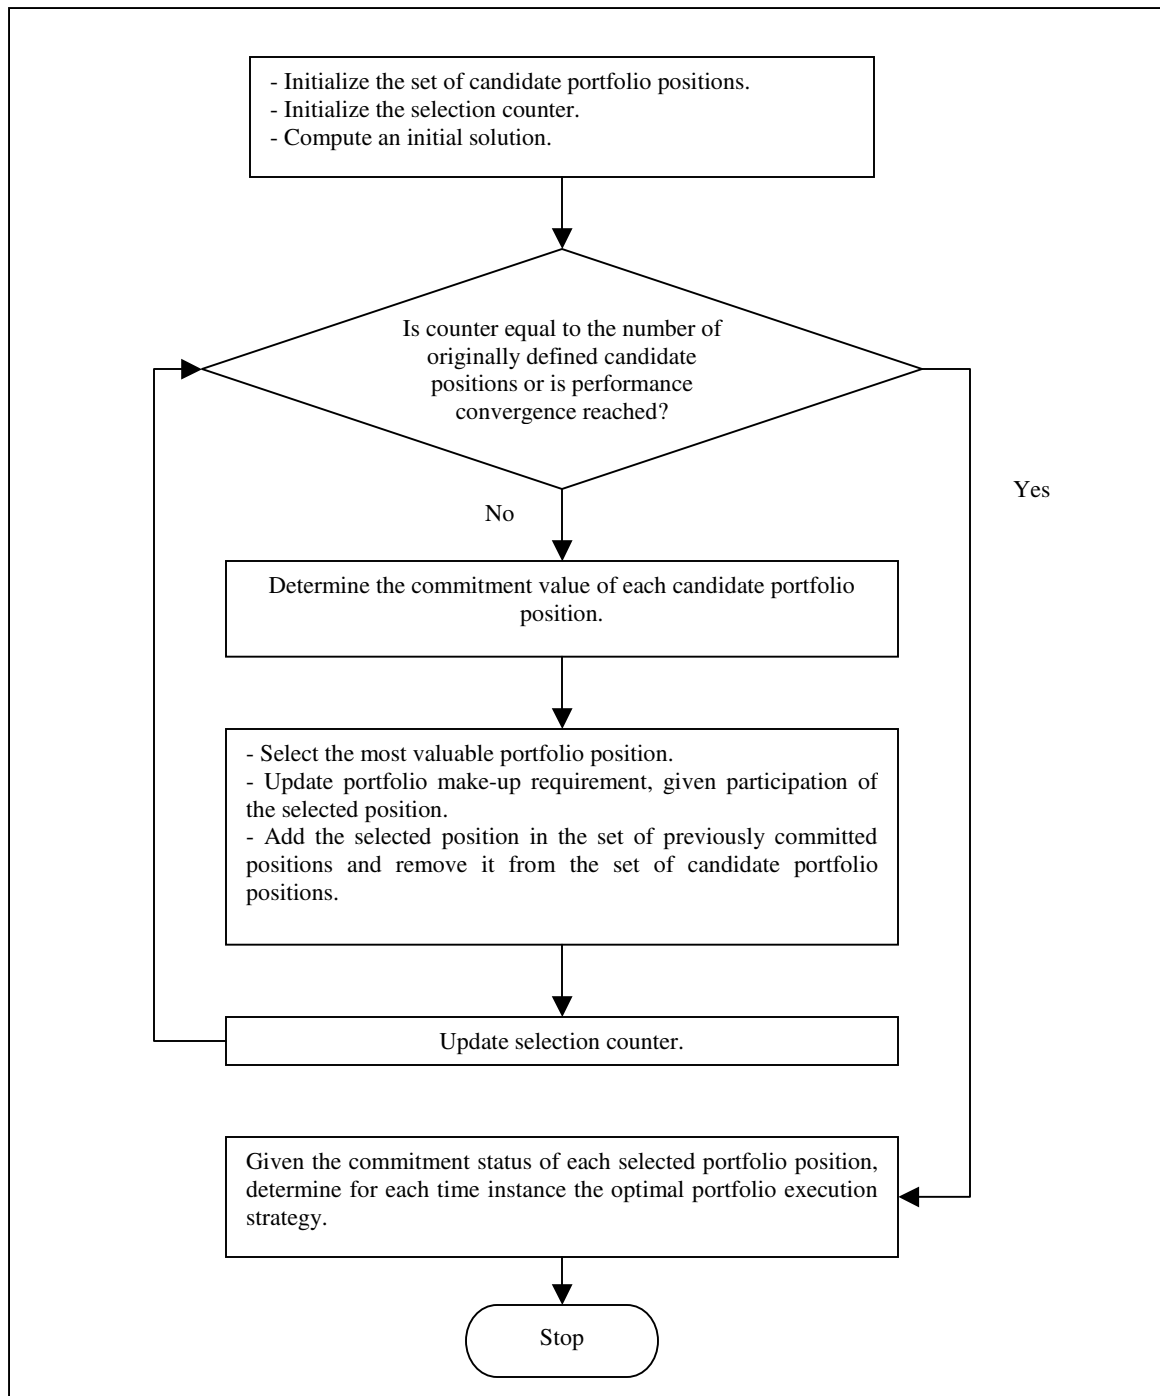 - Initialize the set of candidate portfolio positions.
- Initialize the selection counter.
- Compute an initial solution.
Is counter equal to the number of
originally defined candidate
positions or is performance
convergence reached?
Yes
No
Determine the commitment value of each candidate portfolio
position.
- Select the most valuable portfolio position.
- Update portfolio make-up requirement, given participation of
the selected position.
- Add the selected position in the set of previously committed
positions and remove it from the set of candidate portfolio
positions.
Update selection counter.
Given the commitment status of each selected portfolio position,
determine for each time instance the optimal portfolio execution
strategy.
Stop